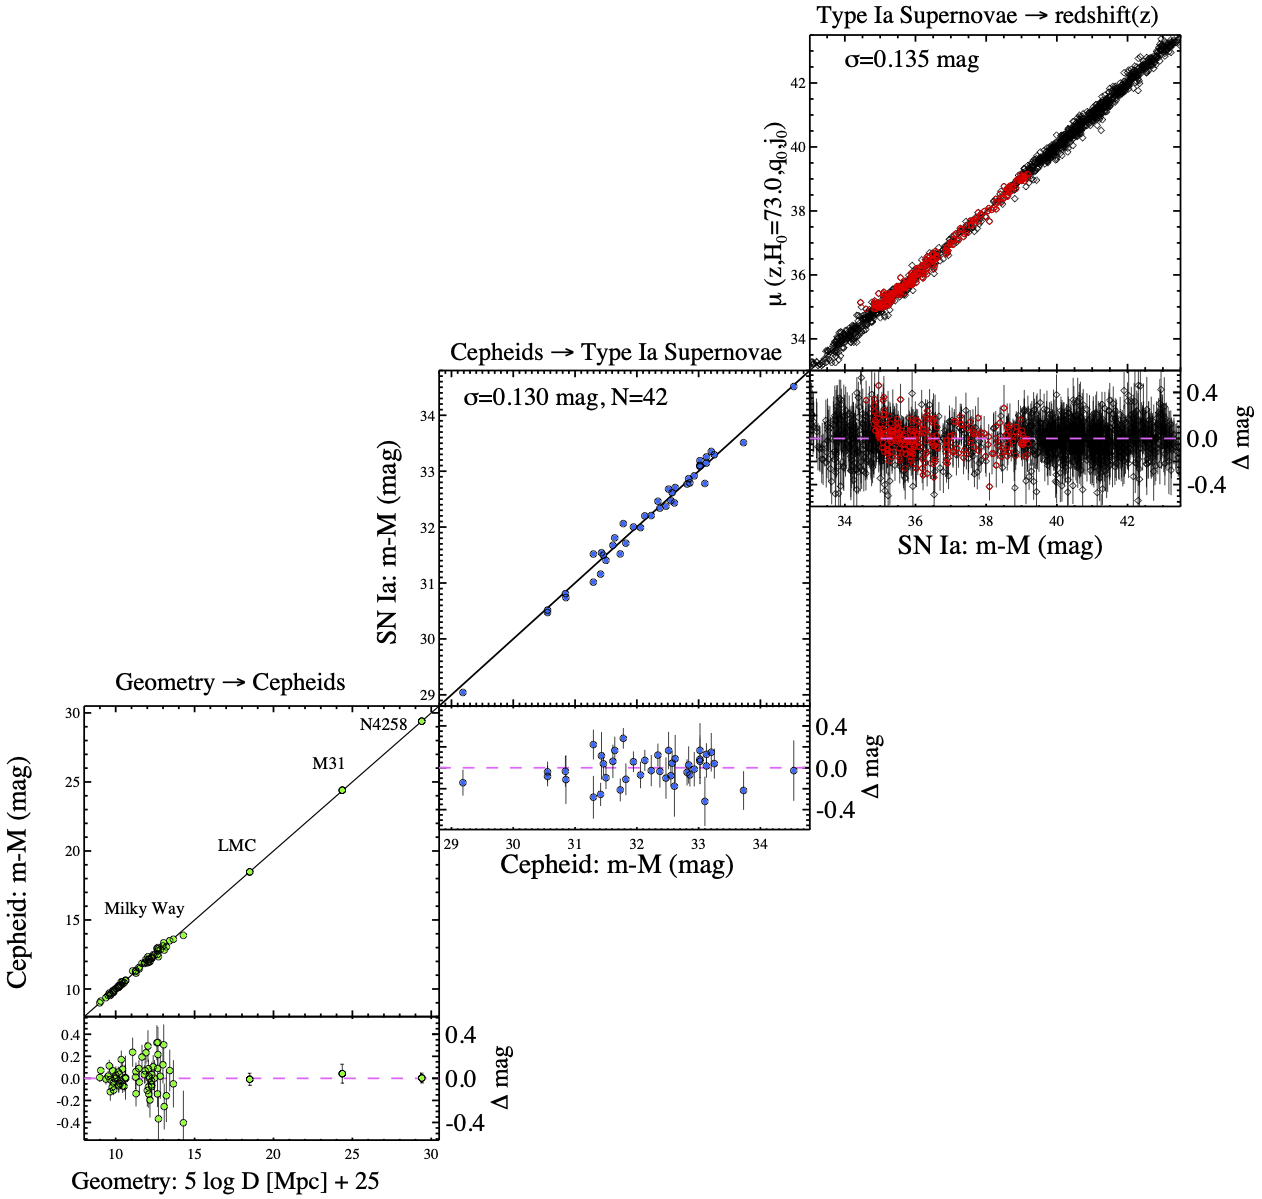 Type Ia Supernovae → redshift(z)
σ=0.135 mag
42
40
38
36
34
μ (z,H₀=73.0,q₀,j₀)
0.4
0.0
-0.4
Δ mag
34 36 38 40 42
SN Ia: m-M (mag)
Cepheids → Type Ia Supernovae
σ=0.130 mag, N=42
34
33
32
31
30
29
SN Ia: m-M (mag)
0.4
0.0
-0.4
Δ mag
29 30 31 32 33 34
Cepheid: m-M (mag)
Geometry → Cepheids
30
25
20
15
10
Cepheid: m-M (mag)
N4258
M31
LMC
Milky Way
0.4
0.2
0.0
-0.2
-0.4
0.4
0.0
-0.4
Δ mag
10 15 20 25 30
Geometry: 5 log D [Mpc] + 25